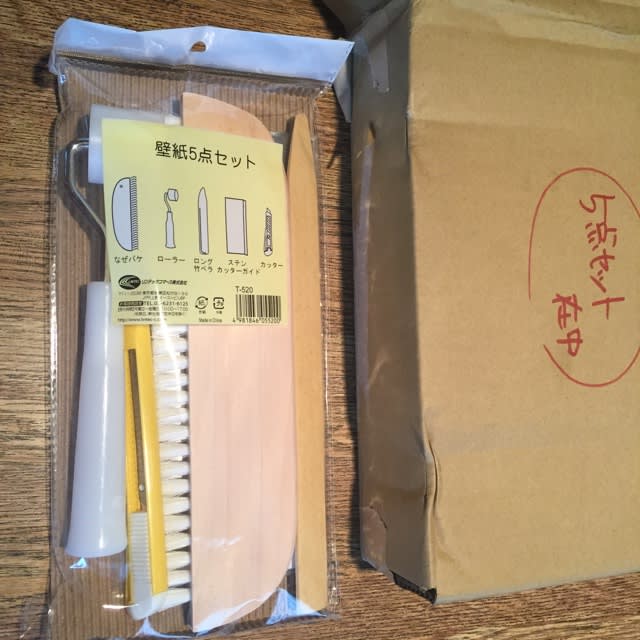 壁紙5点セット
なぜバケ
ローラー
ロング
竹ベラ
ステン
カッターガイド
カッター
T-520
4981846055200
Made in China
5点セット
在中